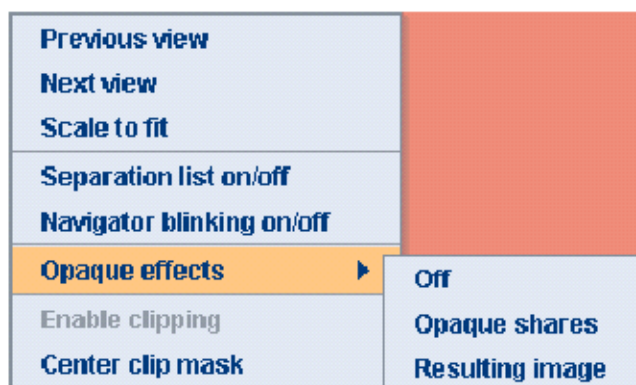 Previous view
Next view
Scale to fit
Separation list on/off
Navigator blinking on/off
Opaque effects
Off
Enable clipping
Opaque shares
Center clip mask
Resulting image